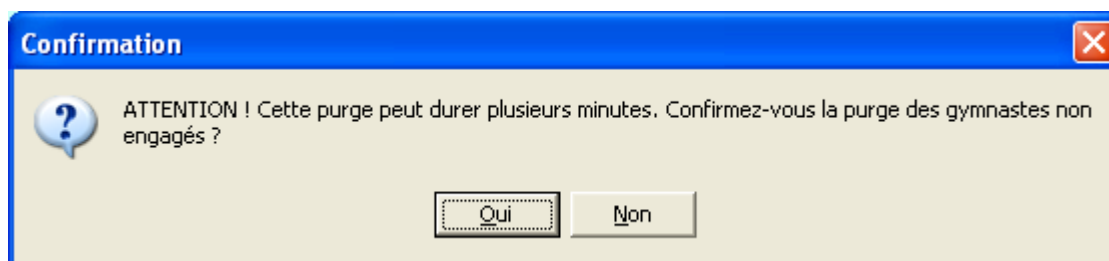 Confirmation
ATTENTION ! Cette purge peut durer plusieurs minutes. Confirmez-vous la purge des gymnastes non
engagés ?
Oui
Non